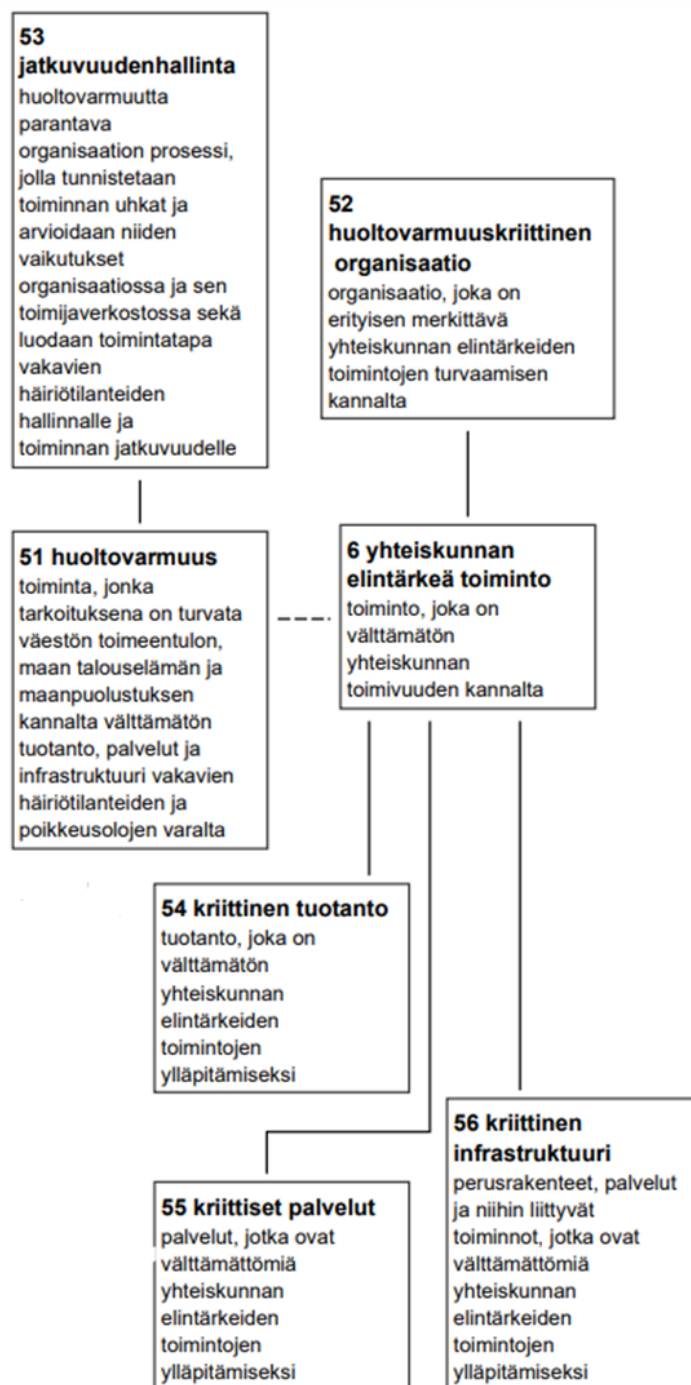 53
jatkuvuudenhallinta
huoltovarmuutta
parantava
organisaation prosessi,
jolla tunnistetaan
toiminnan uhkat ja
arvioidaan niiden
vaikutukset
organisaatiossa ja sen
toimijaverkostossa sekä
luodaan toimintatapa
vakavien
häiriötilanteiden
hallinnalle ja
toiminnan jatkuvuudelle
52
huoltovarmuuskriittinen
organisaatio
organisaatio, joka on
erityisen merkittävä
yhteiskunnan elintärkeiden
toimintojen turvaamisen
kannalta
51 huoltovarmuus
toiminta, jonka
tarkoituksena on turvata
väestön toimeentulon,
maan talouselämän ja
maanpuolustuksen
kannalta välttämätön
tuotanto, palvelut ja
infrastruktuuri vakavien
häiriötilanteiden ja
poikkeusolojen varalta
6 yhteiskunnan
elintärkeä toiminto
toiminto, joka on
välttämätön
yhteiskunnan
toimivuuden kannalta
54 kriittinen tuotanto
tuotanto, joka on
välttämätön
yhteiskunnan
elintärkeiden
toimintojen
ylläpitämiseksi
55 kriittiset palvelut
palvelut, jotka ovat
välttämättömiä
yhteiskunnan
elintärkeiden
toimintojen
ylläpitämiseksi
56 kriittinen
infrastruktuuri
perusrakenteet, palvelut
ja niihin liittyvät
toiminnot, jotka ovat
välttämättömiä
yhteiskunnan
elintärkeiden
toimintojen
ylläpitämiseksi